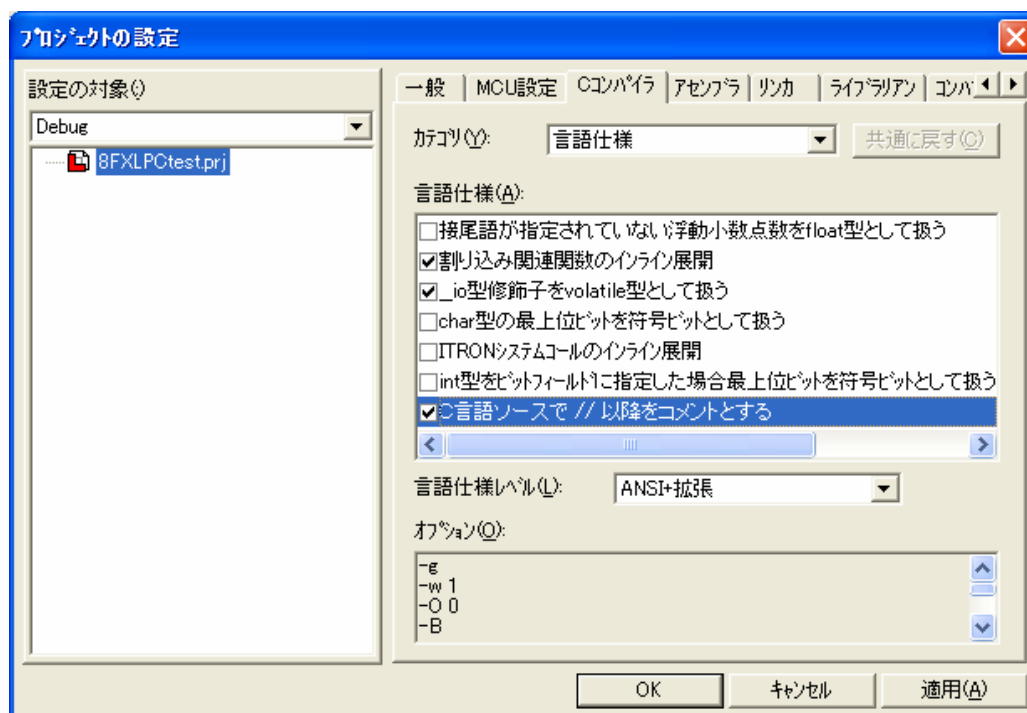 プロジェクトの設定
設定の対象()
Debug
8FXLPCtest.prj
一般 MCU設定 Cコンパイラ アセンブラ リンカ ライブラリアン コンバ
カテゴリ(Y): 言語仕様 共通に戻す(C)
言語仕様(A):
接尾語が指定されていない浮動小数点数をfloat型として扱う
割り込み関連関数のインライン展開
_io型修飾子をvolatile型として扱う
char型の最上位ビットを符号ビットとして扱う
ITRONシステムコールのインライン展開
int型をビットフィールドに指定した場合最上位ビットを符号ビットとして扱う
C言語ソースで // 以降をコメントとする
言語仕様レベル(L): ANSI+拡張
オプション(O):
-g
-w 1
-O 0
-B
OK キャンセル 適用(A)